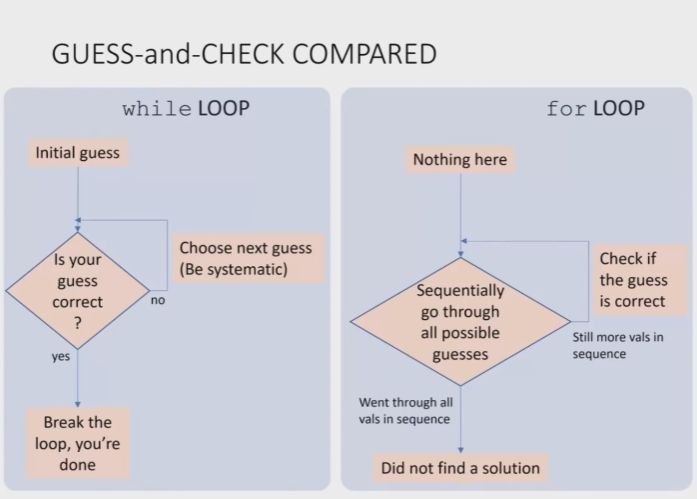 GUESS-and-CHECK COMPARED
while LOOP
Initial guess
Is your
guess
correct
?
Choose next guess
(Be systematic)
no
yes
Break the
loop, you're
done
for LOOP
Nothing here
Sequentially
go through
all possible
guesses
Check if
the guess
is correct
Still more vals in
sequence
Went through all
vals in sequence
Did not find a solution